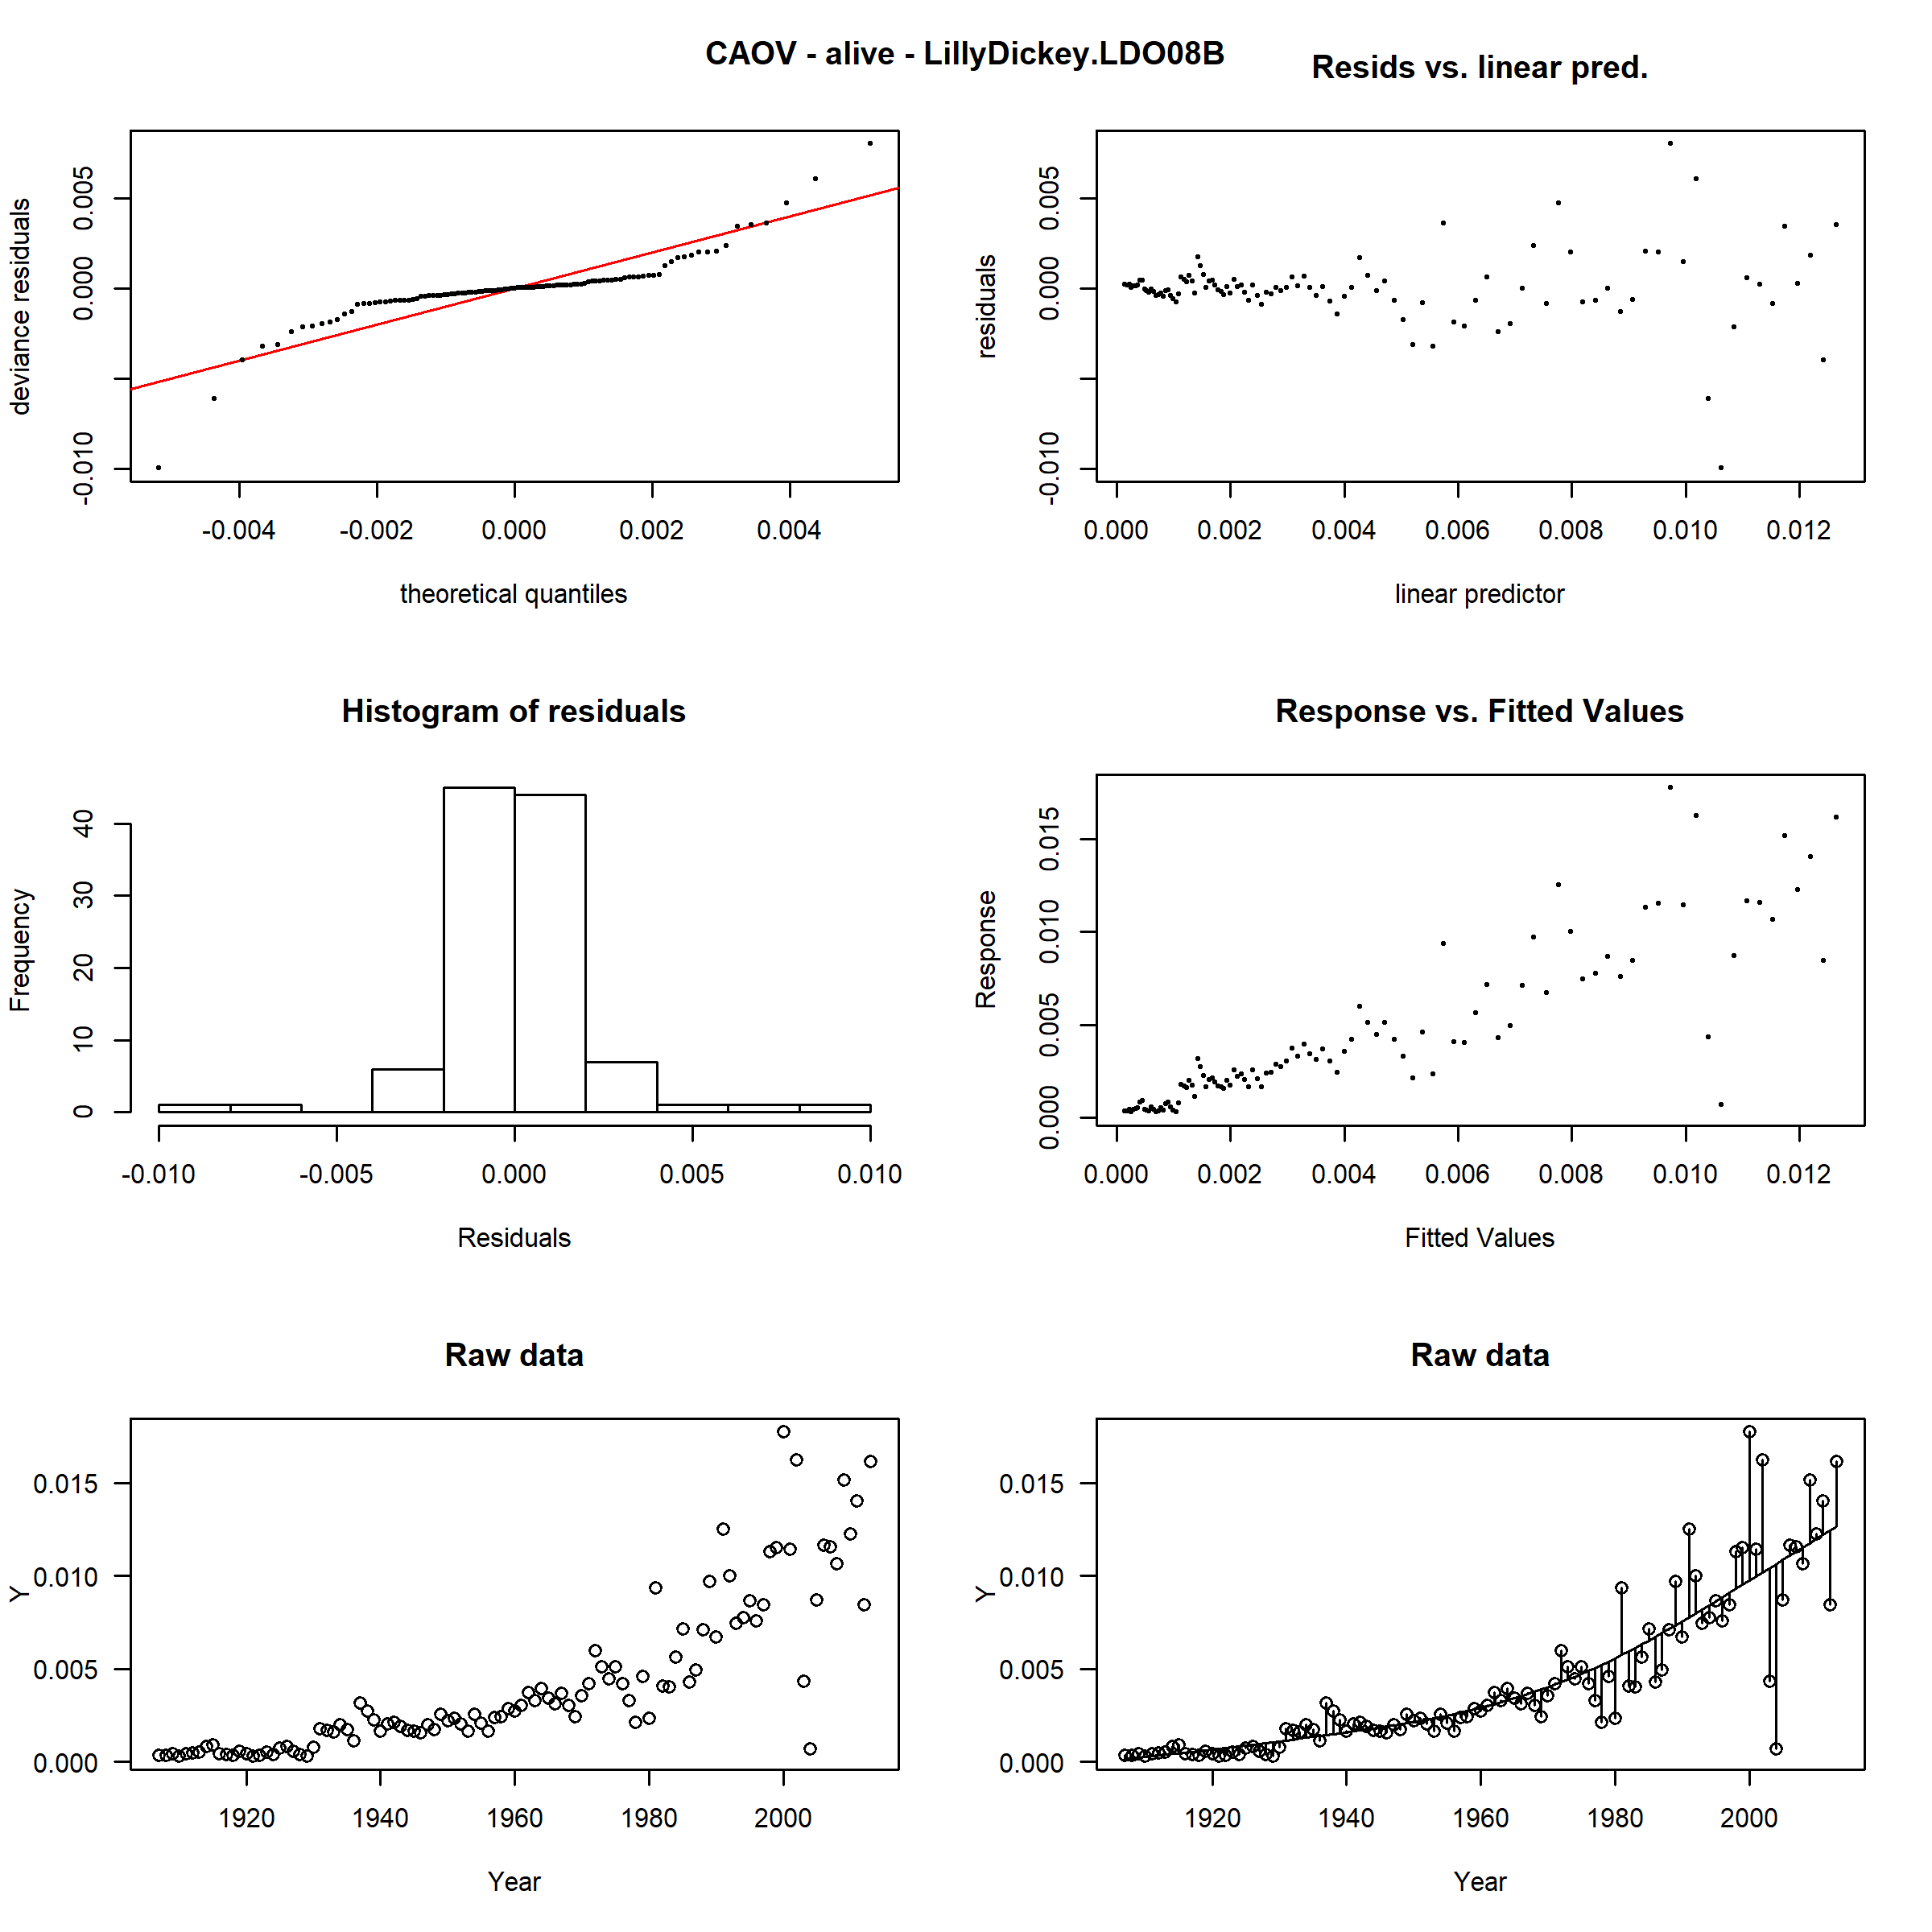 CAOV - alive - LillyDickey.LDO08B
Resids vs. linear pred.
deviance residuals
-0.010 0.000 0.005
-0.004 -0.002 0.000 0.002 0.004
theoretical quantiles
residuals
-0.010 0.000 0.005
0.000 0.002 0.004 0.006 0.008 0.010 0.012
linear predictor
Histogram of residuals
Frequency
0 10 20 30 40
-0.010 -0.005 0.000 0.005 0.010
Residuals
Response vs. Fitted Values
Response
0.000 0.005 0.010 0.015
0.000 0.002 0.004 0.006 0.008 0.010 0.012
Fitted Values
Raw data
Y
0.015
0.010
0.005
0.000
1920 1940 1960 1980 2000
Year
Raw data
Y
0.015
0.010
0.005
0.000
1920 1940 1960 1980 2000
Year